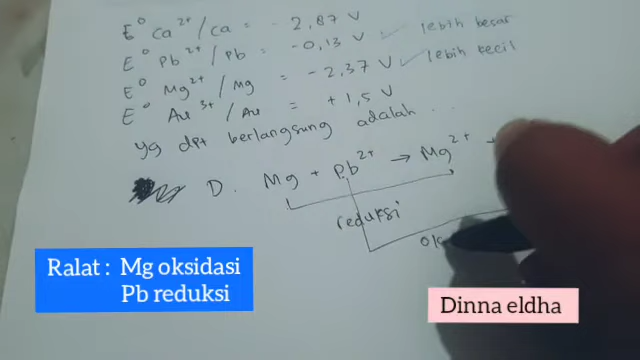 E° Ca²⁺/Ca = - 2,87 V
E° Pb²⁺/Pb = -0,13 V ✓ lebih besar
E° Mg²⁺/Mg = -2,37 V ✓ lebih kecil
E° Au³⁺/Au = +1,5 V
yg dpt berlangsung adalah . . .
D. Mg + Pb²⁺ → Mg²⁺
reduksi
ok
Ralat : Mg oksidasi
Pb reduksi
Dinna eldha